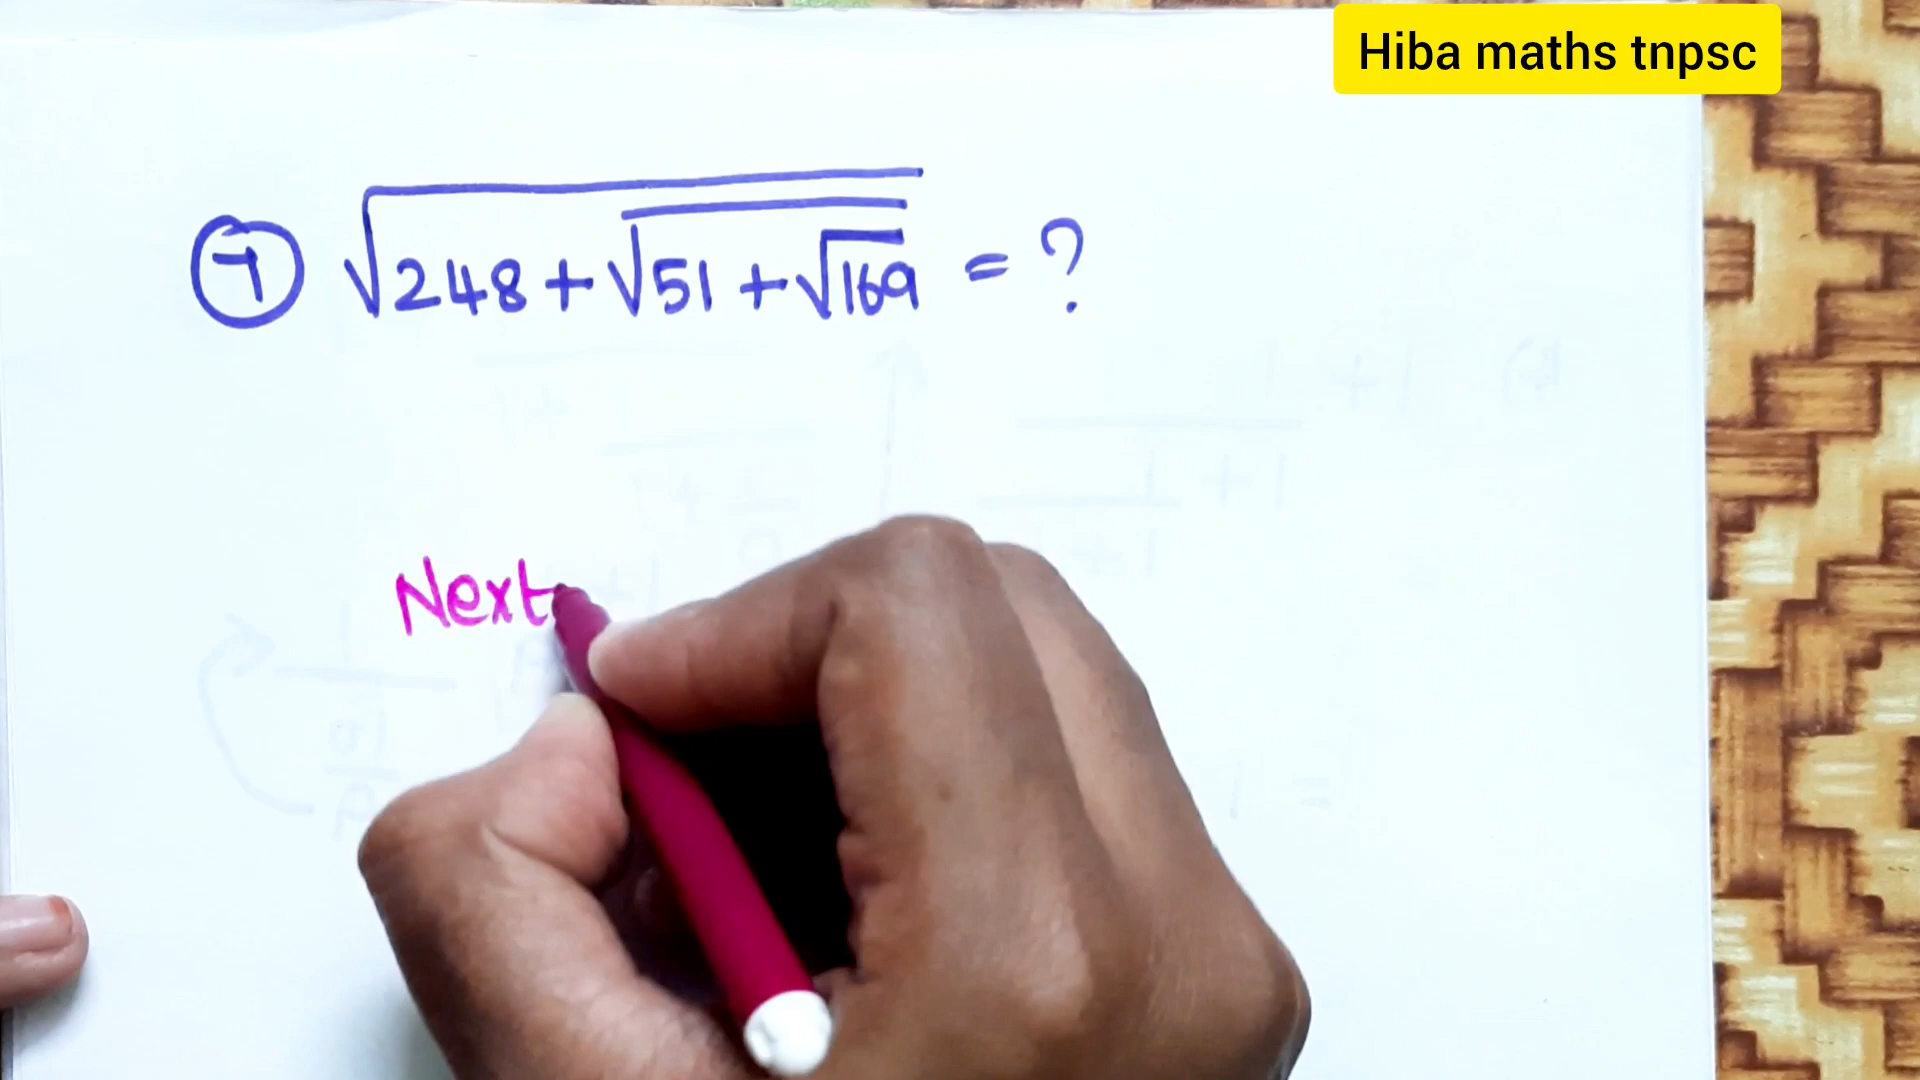 Hiba maths tnpsc
7 √248+√51+√169 = ?
Next